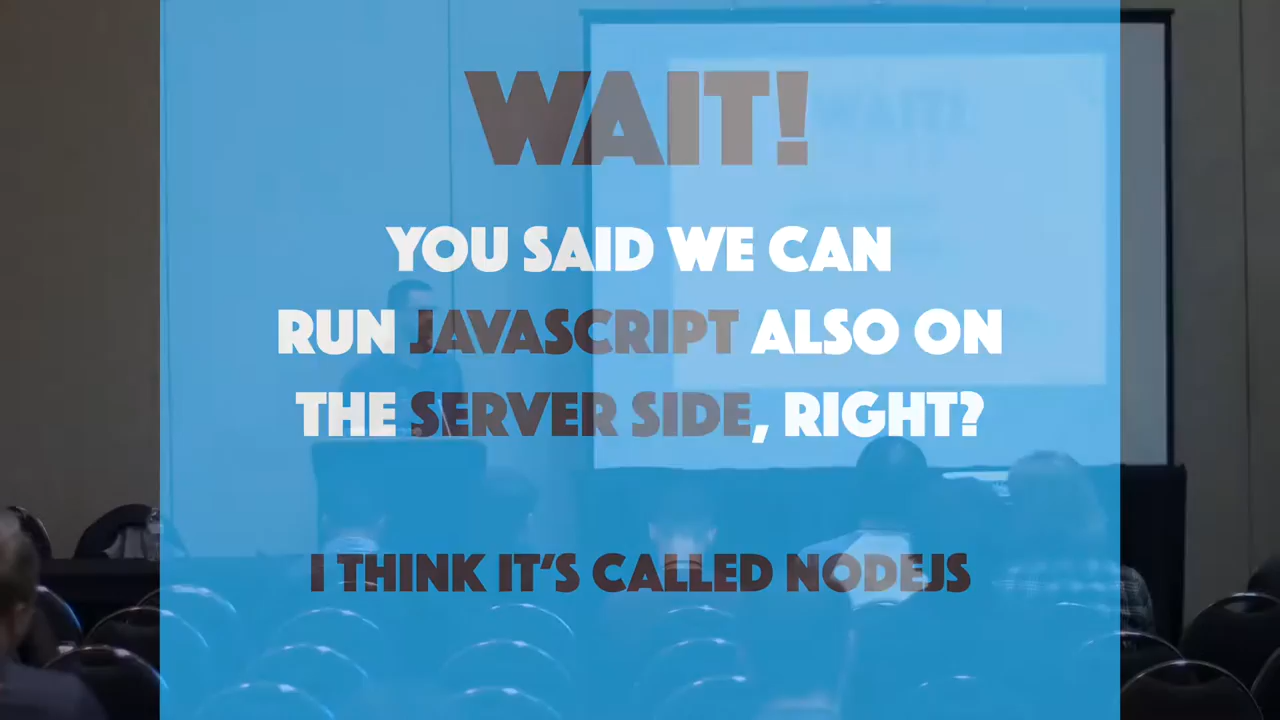 WAIT!
YOU SAID WE CAN
RUN JAVASCRIPT ALSO ON
THE SERVER SIDE, RIGHT?
I THINK IT'S CALLED NODEJS